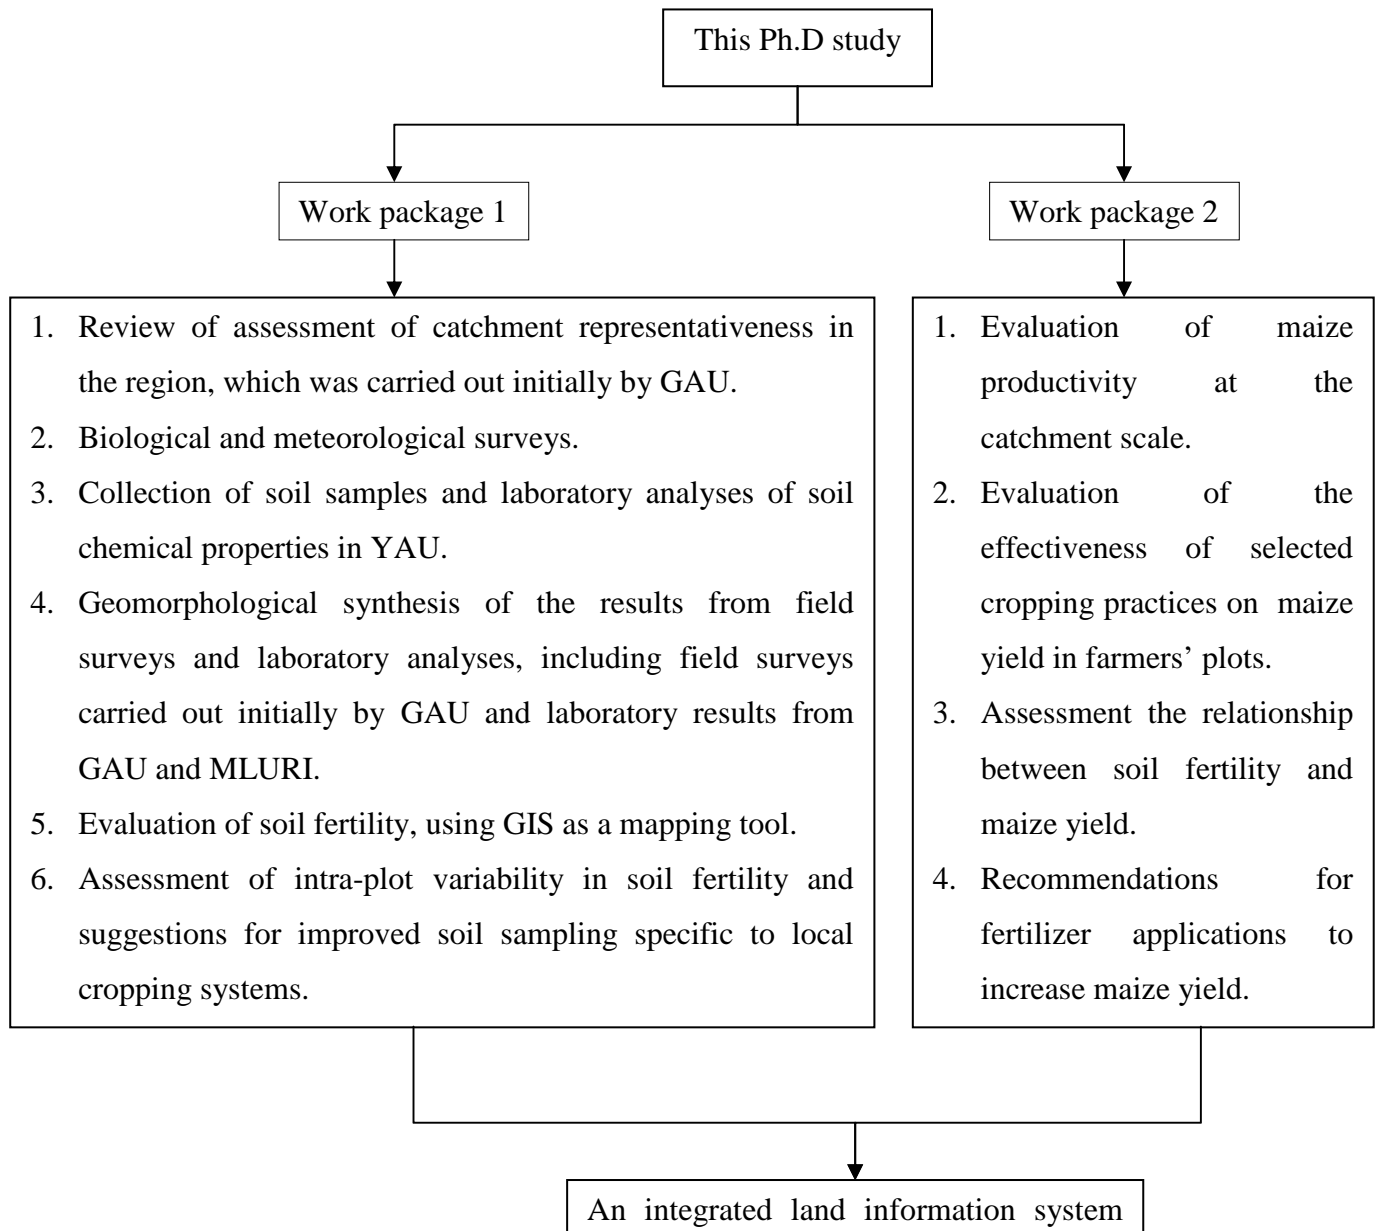 This Ph.D study
Work package 1
Work package 2
1. Review of assessment of catchment representativeness in
the region, which was carried out initially by GAU.
2. Biological and meteorological surveys.
3. Collection of soil samples and laboratory analyses of soil
chemical properties in YAU.
4. Geomorphological synthesis of the results from field
surveys and laboratory analyses, including field surveys
carried out initially by GAU and laboratory results from
GAU and MLURI.
5. Evaluation of soil fertility, using GIS as a mapping tool.
6. Assessment of intra-plot variability in soil fertility and
suggestions for improved soil sampling specific to local
cropping systems.
1. Evaluation of maize
productivity at the
catchment scale.
2. Evaluation of the
effectiveness of selected
cropping practices on maize
yield in farmers’ plots.
3. Assessment the relationship
between soil fertility and
maize yield.
4. Recommendations for
fertilizer applications to
increase maize yield.
An integrated land information system